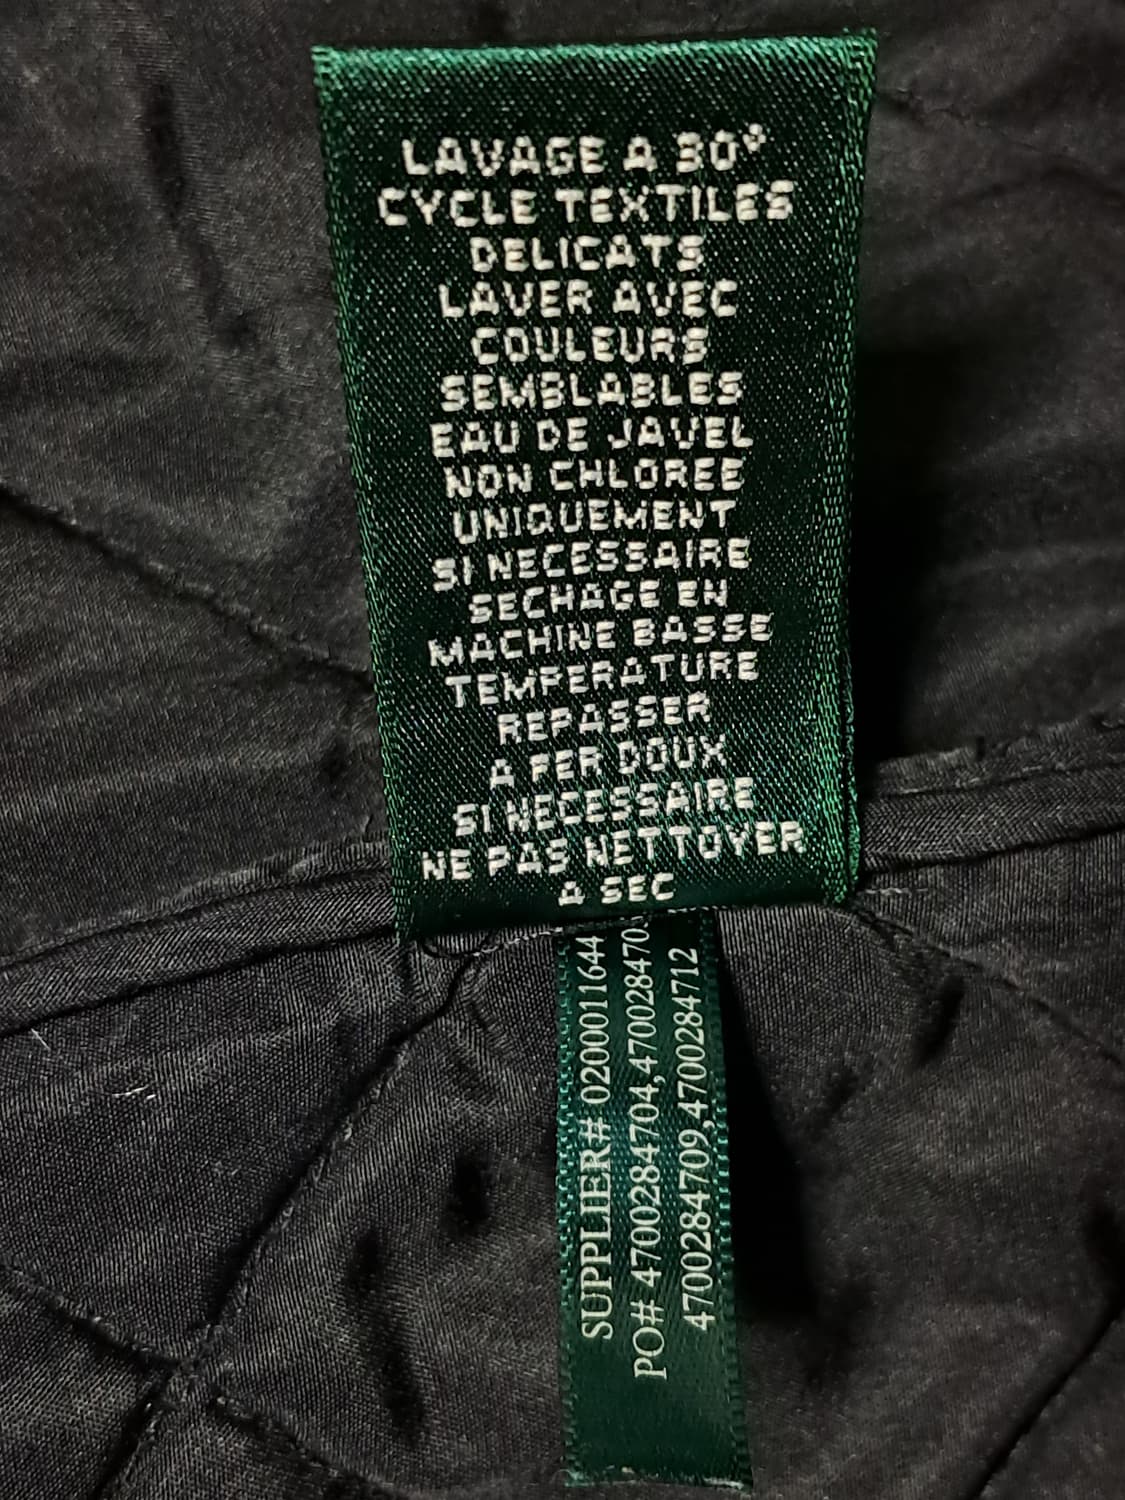 LAVAGE A 30°
CYCLE TEXTILES
DELICATS
LAVER AVEC
COULEURS
SEMBLABLES
EAU DE JAVEL
NON CHLOREE
UNIQUEMENT
SI NECESSAIRE
SECHAGE EN
MACHINE BASSE
TEMPERATURE
REPASSER
A FER DOUX
SI NECESSAIRE
NE PAS NETTOYER
A SEC
SUPPLIER# 0200011644
PO# 4700284704,470028470
4700284709,4700284712